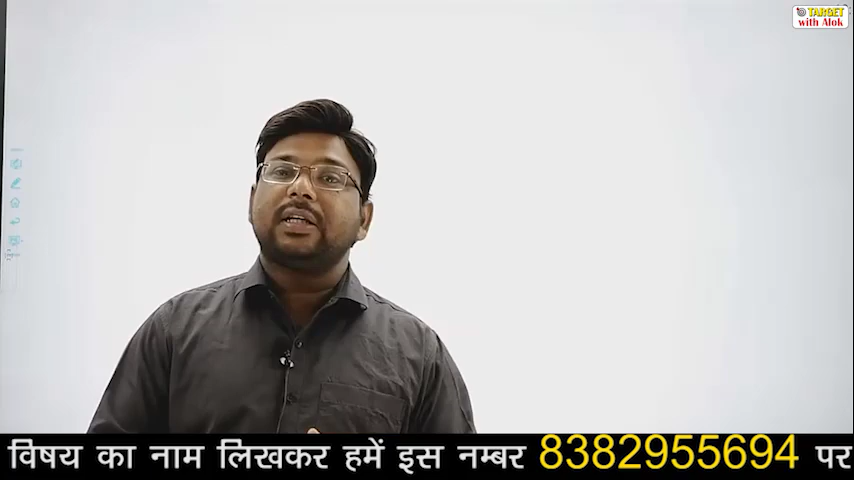 TARGET
with Alok
विषय का नाम लिखकर हमें इस नम्बर 8382955694 पर